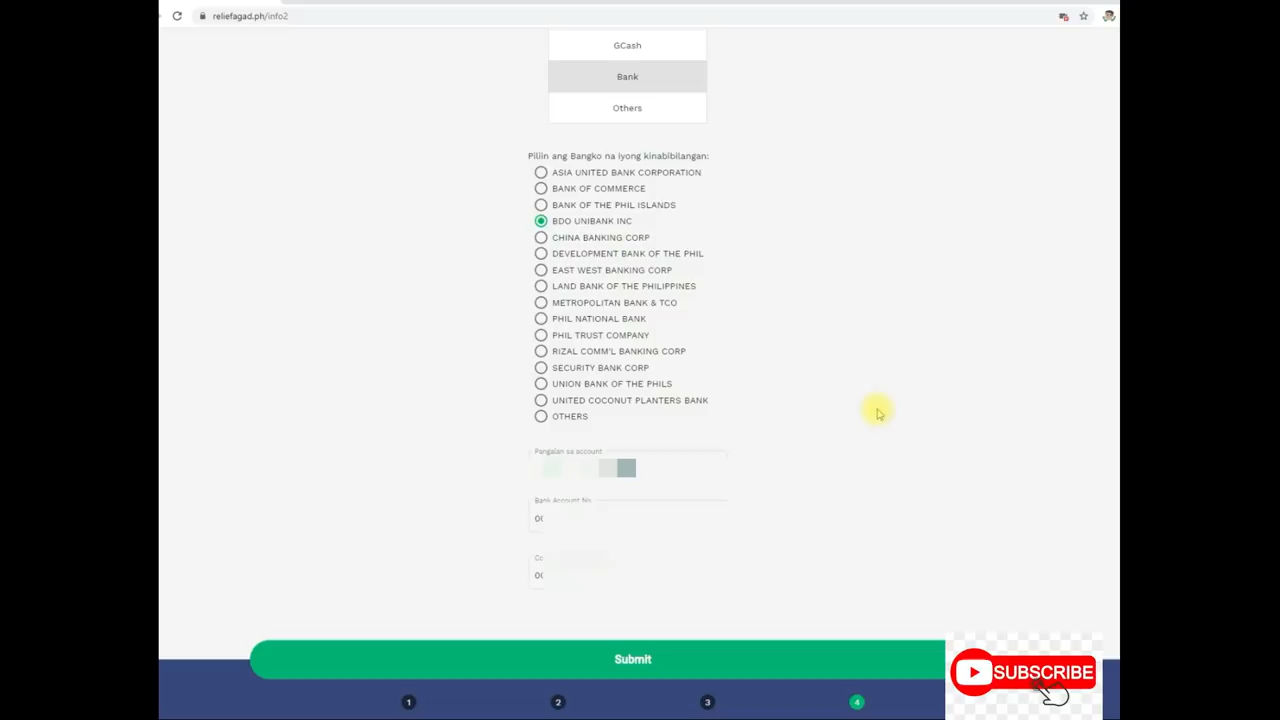 reliefagad.ph/info2
GCash
Bank
Others
Piliin ang Bangko na iyong kinabibilangan:
ASIA UNITED BANK CORPORATION
BANK OF COMMERCE
BANK OF THE PHIL ISLANDS
BDO UNIBANK INC
CHINA BANKING CORP
DEVELOPMENT BANK OF THE PHIL
EAST WEST BANKING CORP
LAND BANK OF THE PHILIPPINES
METROPOLITAN BANK & TCO
PHIL NATIONAL BANK
PHIL TRUST COMPANY
RIZAL COMM'L BANKING CORP
SECURITY BANK CORP
UNION BANK OF THE PHILS
UNITED COCONUT PLANTERS BANK
OTHERS
Pangalan sa account
Bank Account No.
Submit
SUBSCRIBE
1 2 3 4